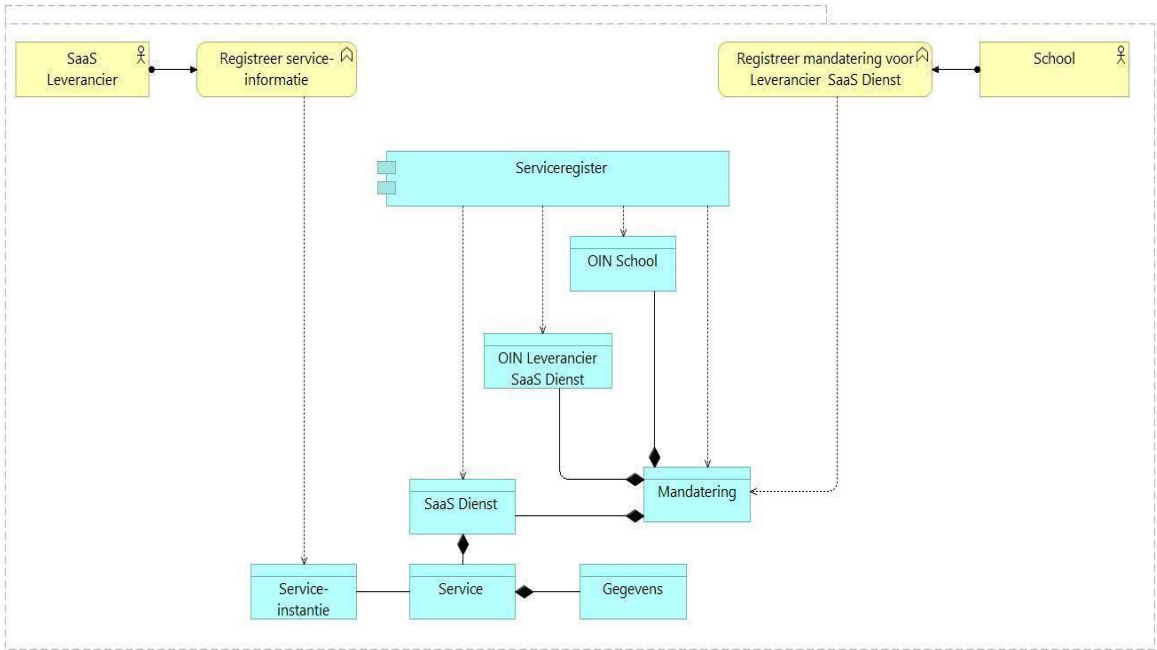 SaaS
Leverancier
Registreer service-
informatie
Registreer mandatering voor
Leverancier SaaS Dienst
School
Serviceregister
OIN School
OIN Leverancier
SaaS Dienst
Mandatering
SaaS Dienst
Service-
instantie
Service
Gegevens